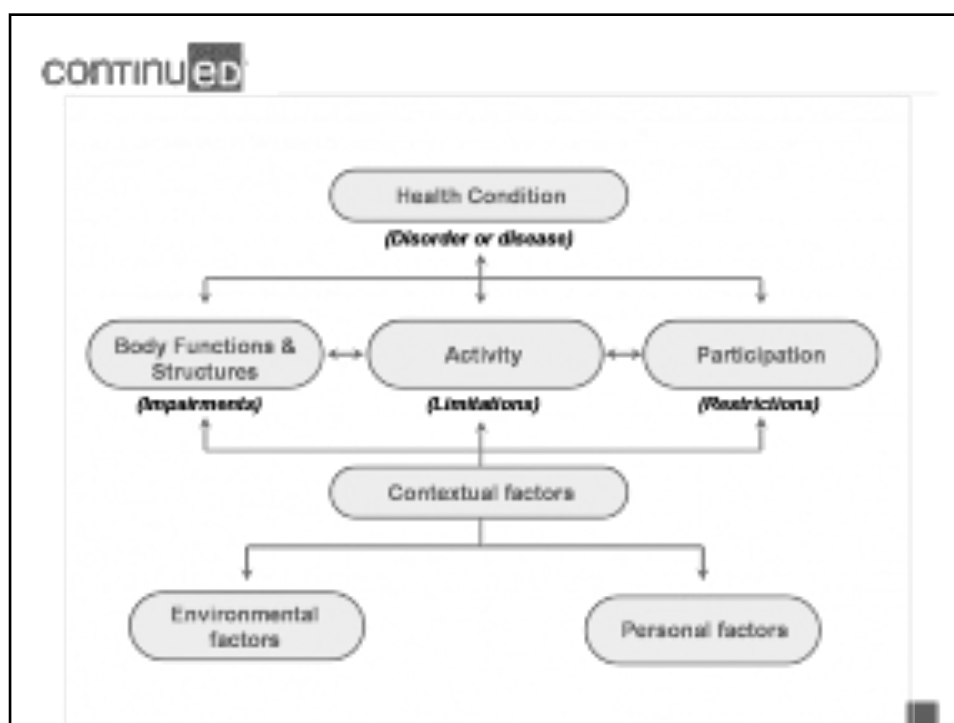 continued
Health Condition
(Disorder or disease)
Body Functions &
Structures
Activity
Participation
(Impairments)
(Limitations)
(Restrictions)
Contextual factors
Environmental
factors
Personal factors